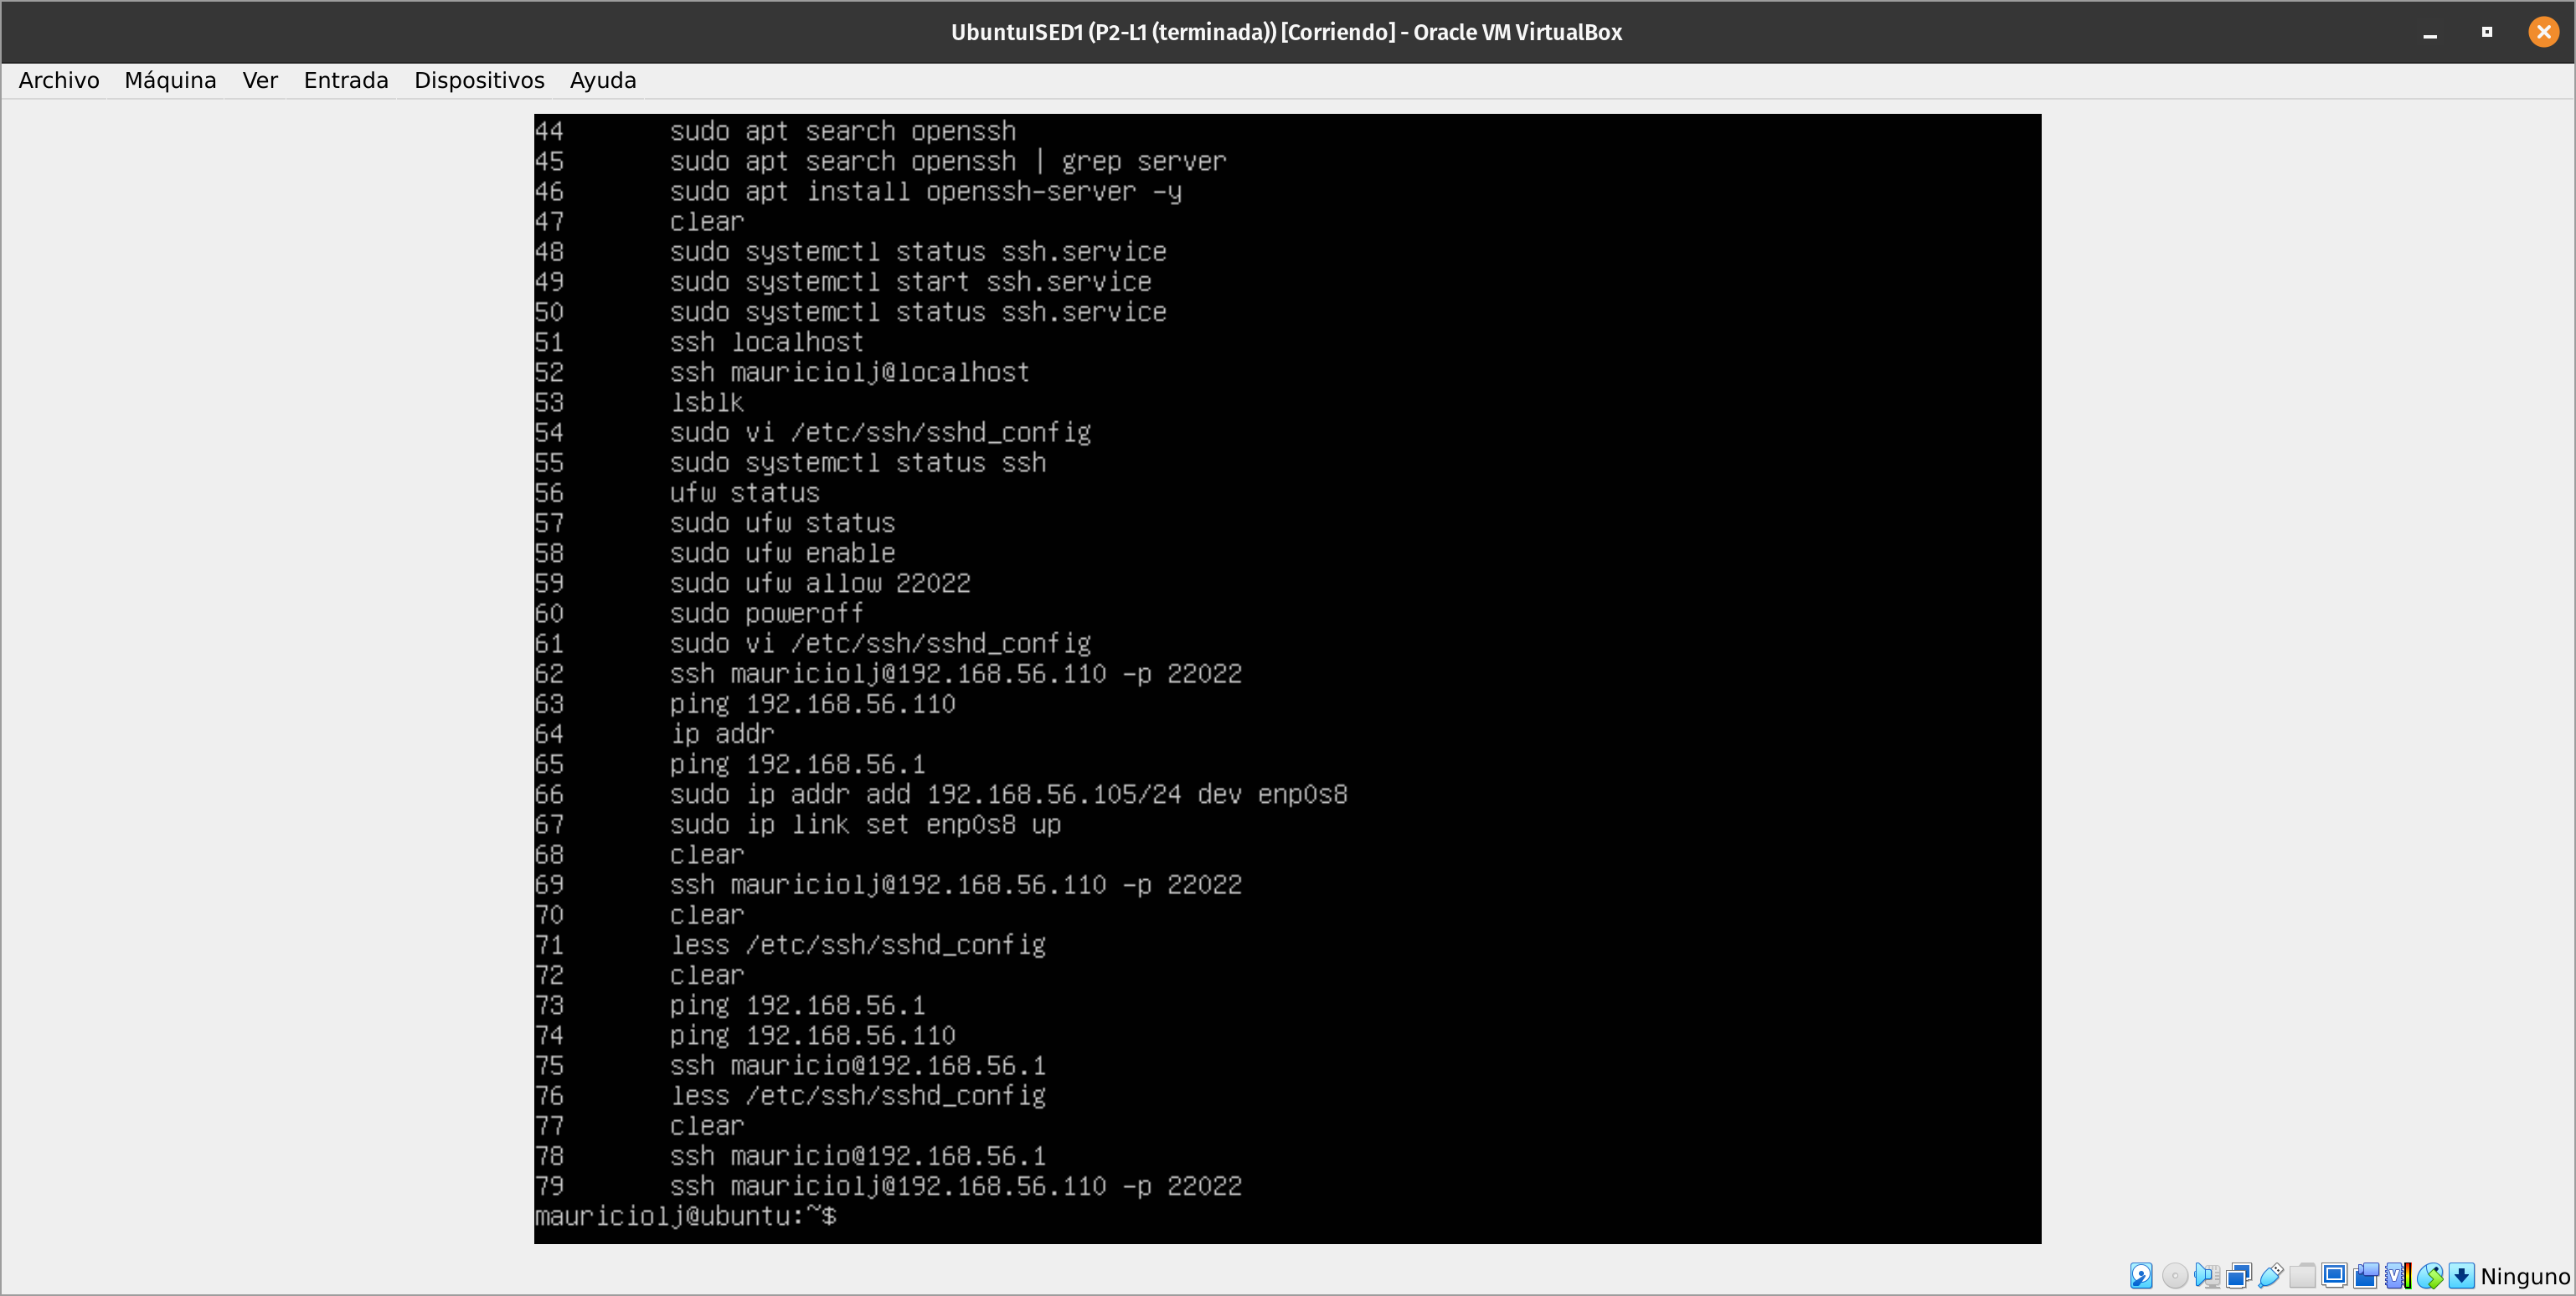 UbuntuISED1 (P2-L1 (terminada)) [Corriendo] - Oracle VM VirtualBox
Archivo Máquina Ver Entrada Dispositivos Ayuda
44 sudo apt search openssh
45 sudo apt search openssh | grep server
46 sudo apt install openssh-server -y
47 clear
48 sudo systemctl status ssh.service
49 sudo systemctl start ssh.service
50 sudo systemctl status ssh.service
51 ssh localhost
52 ssh mauriciolj@localhost
53 lsblk
54 sudo vi /etc/ssh/sshd_config
55 sudo systemctl status ssh
56 ufw status
57 sudo ufw status
58 sudo ufw enable
59 sudo ufw allow 22022
60 sudo poweroff
61 sudo vi /etc/ssh/sshd_config
62 ssh mauriciolj@192.168.56.110 -p 22022
63 ping 192.168.56.110
64 ip addr
65 ping 192.168.56.1
66 sudo ip addr add 192.168.56.105/24 dev enp0s8
67 sudo ip link set enp0s8 up
68 clear
69 ssh mauriciolj@192.168.56.110 -p 22022
70 clear
71 less /etc/ssh/sshd_config
72 clear
73 ping 192.168.56.1
74 ping 192.168.56.110
75 ssh mauricio@192.168.56.1
76 less /etc/ssh/sshd_config
77 clear
78 ssh mauricio@192.168.56.1
79 ssh mauriciolj@192.168.56.110 -p 22022
mauriciolj@ubuntu:~$
Ninguno